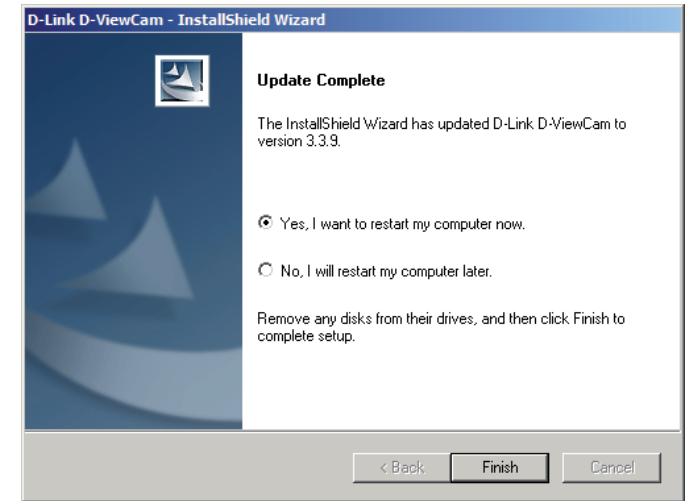 D-Link D-ViewCam - InstallShield Wizard
Update Complete
The InstallShield Wizard has updated D-Link D-ViewCam to
version 3.3.9.
Yes, I want to restart my computer now.
No, I will restart my computer later.
Remove any disks from their drives, and then click Finish to
complete setup.
< Back Finish Cancel